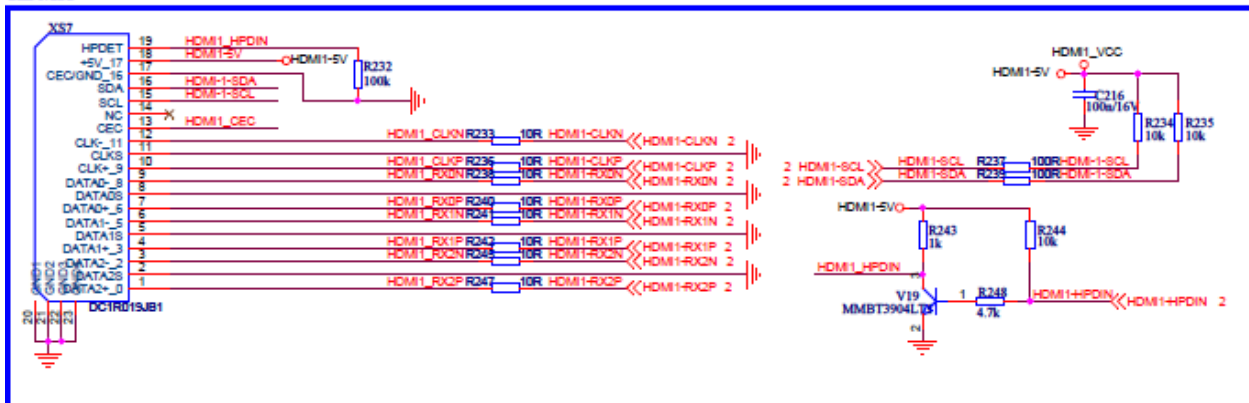 XS7
HPDET 19 HDMI1_HPDIN
+5V_17 18 HDMI1-5V HDMI1-5V
CEC/GND_16 17
SDA 16 HDMI-1-SDA
SCL 15 HDMI-1-SCL
NC 14
CEC 13 HDMI1_CEC
CLK-_11 12 HDMI1_CLKN R233 10R HDMI1-CLKN HDMI1-CLKN 2
CLKS 11
CLK+_9 10 HDMI1_CLKP R236 10R HDMI1-CLKP HDMI1-CLKP 2
DATA0-_8 9 HDMI1_RX0N R238 10R HDMI1-RX0N HDMI1-RX0N 2
DATA0S 8
DATA0+_6 7 HDMI1_RX0P R240 10R HDMI1-RX0P HDMI1-RX0P 2
DATA1-_5 6 HDMI1_RX1N R241 10R HDMI1-RX1N HDMI1-RX1N 2
DATA1S 5
DATA1+_3 4 HDMI1_RX1P R242 10R HDMI1-RX1P HDMI1-RX1P 2
DATA2-_2 3 HDMI1_RX2N 10R HDMI1-RX2N HDMI1-RX2N 2
DATA2S 2
DATA2+_0 1 HDMI1_RX2P R247 10R HDMI1-RX2P HDMI1-RX2P 2
GND1
GND2
GND3
DC1R019JB1
20
21
22
23
R232
100k
HDMI1_VCC
HDMI1-5V
C216
100n/16V
R234
10k
R235
10k
2 HDMI1-SCL HDMI1-SCL R237 100R HDMI-1-SCL
2 HDMI1-SDA HDMI1-SDA R239 100R HDMI-1-SDA
HDMI1-5V
R243
1k
R244
10k
HDMI1_HPDIN
3
V19
MMBT3904LT1
1
R248
4.7k
2
HDMI1-HPDIN
HDMI1-HPDIN 2